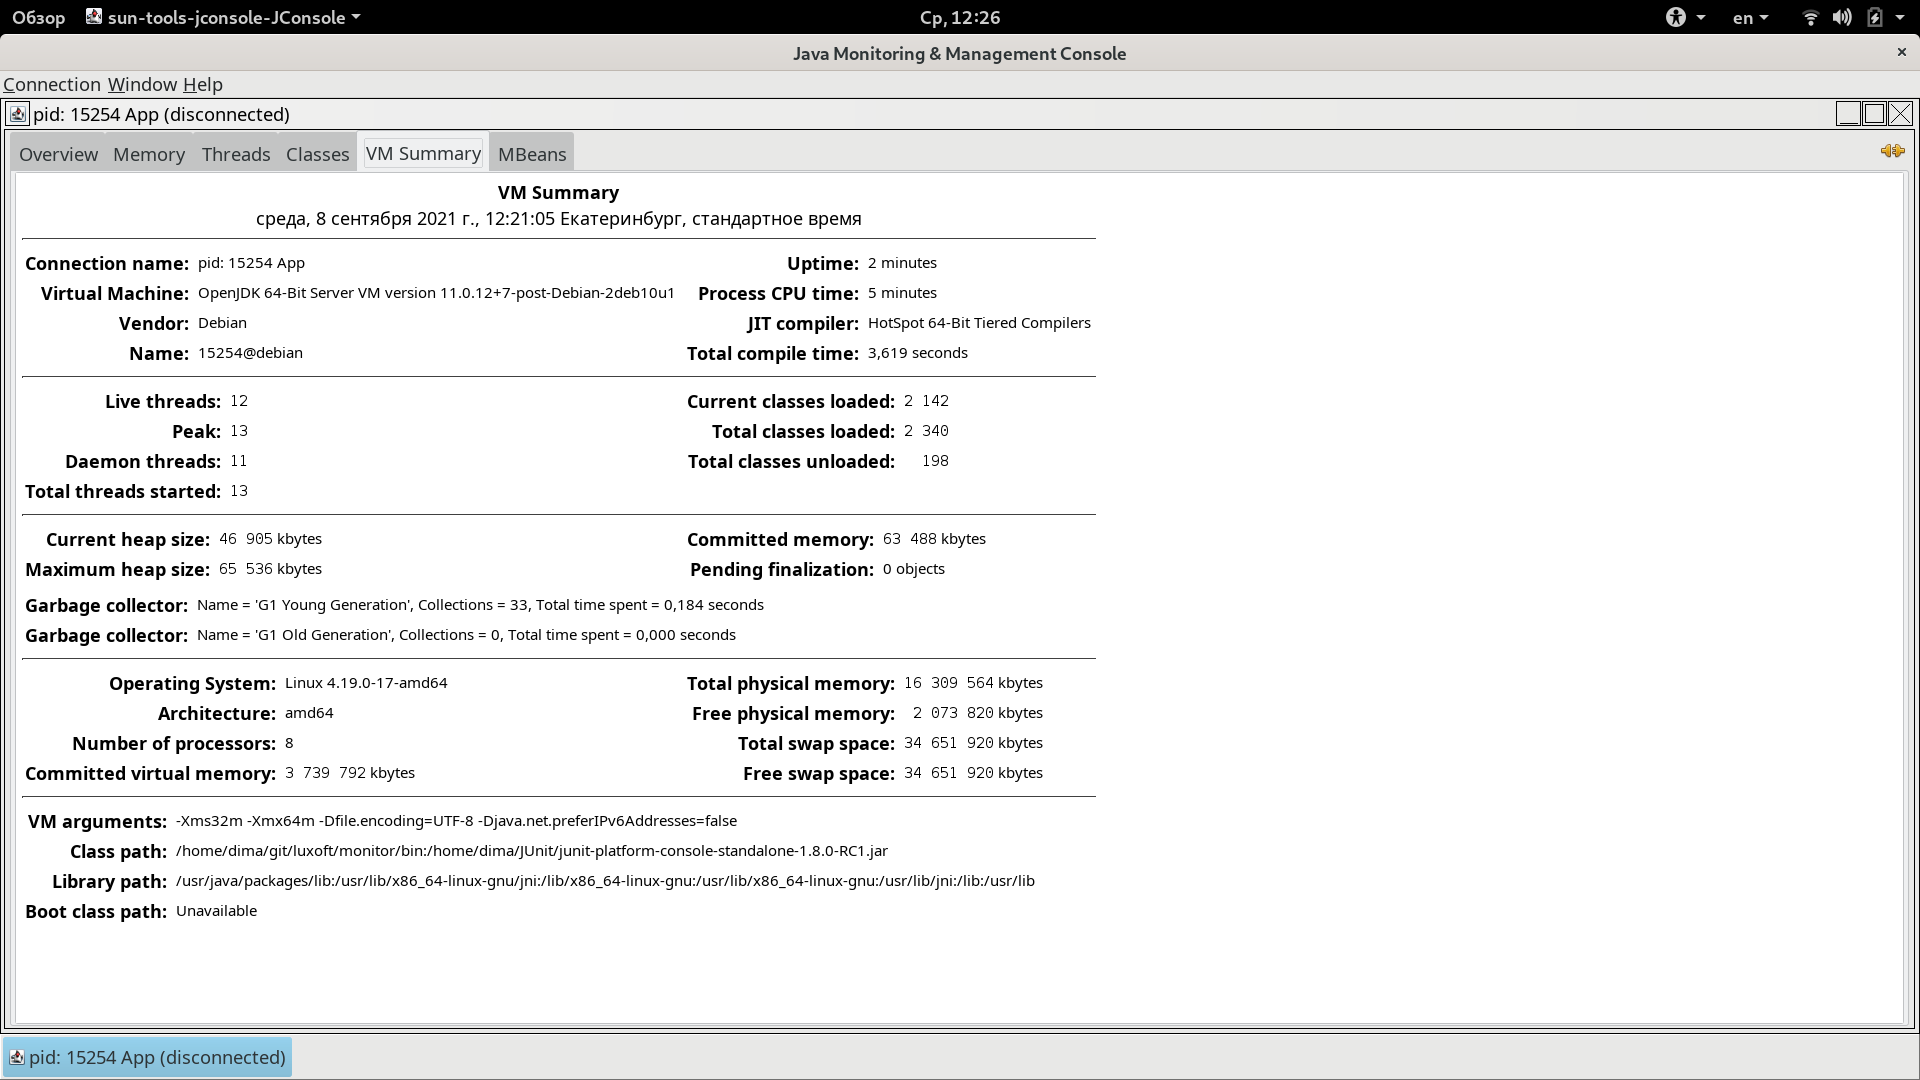 Обзор sun-tools-jconsole-JConsole Ср, 12:26 en
Java Monitoring & Management Console
Connection Window Help
pid: 15254 App (disconnected)
Overview Memory Threads Classes VM Summary MBeans
VM Summary
среда, 8 сентября 2021 г., 12:21:05 Екатеринбург, стандартное время
Connection name: pid: 15254 App Uptime: 2 minutes
Virtual Machine: OpenJDK 64-Bit Server VM version 11.0.12+7-post-Debian-2deb10u1 Process CPU time: 5 minutes
Vendor: Debian JIT compiler: HotSpot 64-Bit Tiered Compilers
Name: 15254@debian Total compile time: 3,619 seconds
Live threads: 12 Current classes loaded: 2 142
Peak: 13 Total classes loaded: 2 340
Daemon threads: 11 Total classes unloaded: 198
Total threads started: 13
Current heap size: 46 905 kbytes Committed memory: 63 488 kbytes
Maximum heap size: 65 536 kbytes Pending finalization: 0 objects
Garbage collector: Name = 'G1 Young Generation', Collections = 33, Total time spent = 0,184 seconds
Garbage collector: Name = 'G1 Old Generation', Collections = 0, Total time spent = 0,000 seconds
Operating System: Linux 4.19.0-17-amd64 Total physical memory: 16 309 564 kbytes
Architecture: amd64 Free physical memory: 2 073 820 kbytes
Number of processors: 8 Total swap space: 34 651 920 kbytes
Committed virtual memory: 3 739 792 kbytes Free swap space: 34 651 920 kbytes
VM arguments: -Xms32m -Xmx64m -Dfile.encoding=UTF-8 -Djava.net.preferIPv6Addresses=false
Class path: /home/dima/git/luxoft/monitor/bin:/home/dima/JUnit/junit-platform-console-standalone-1.8.0-RC1.jar
Library path: /usr/java/packages/lib:/usr/lib/x86_64-linux-gnu/jni:/lib/x86_64-linux-gnu:/usr/lib/x86_64-linux-gnu:/usr/lib/jni:/lib:/usr/lib
Boot class path: Unavailable
pid: 15254 App (disconnected)